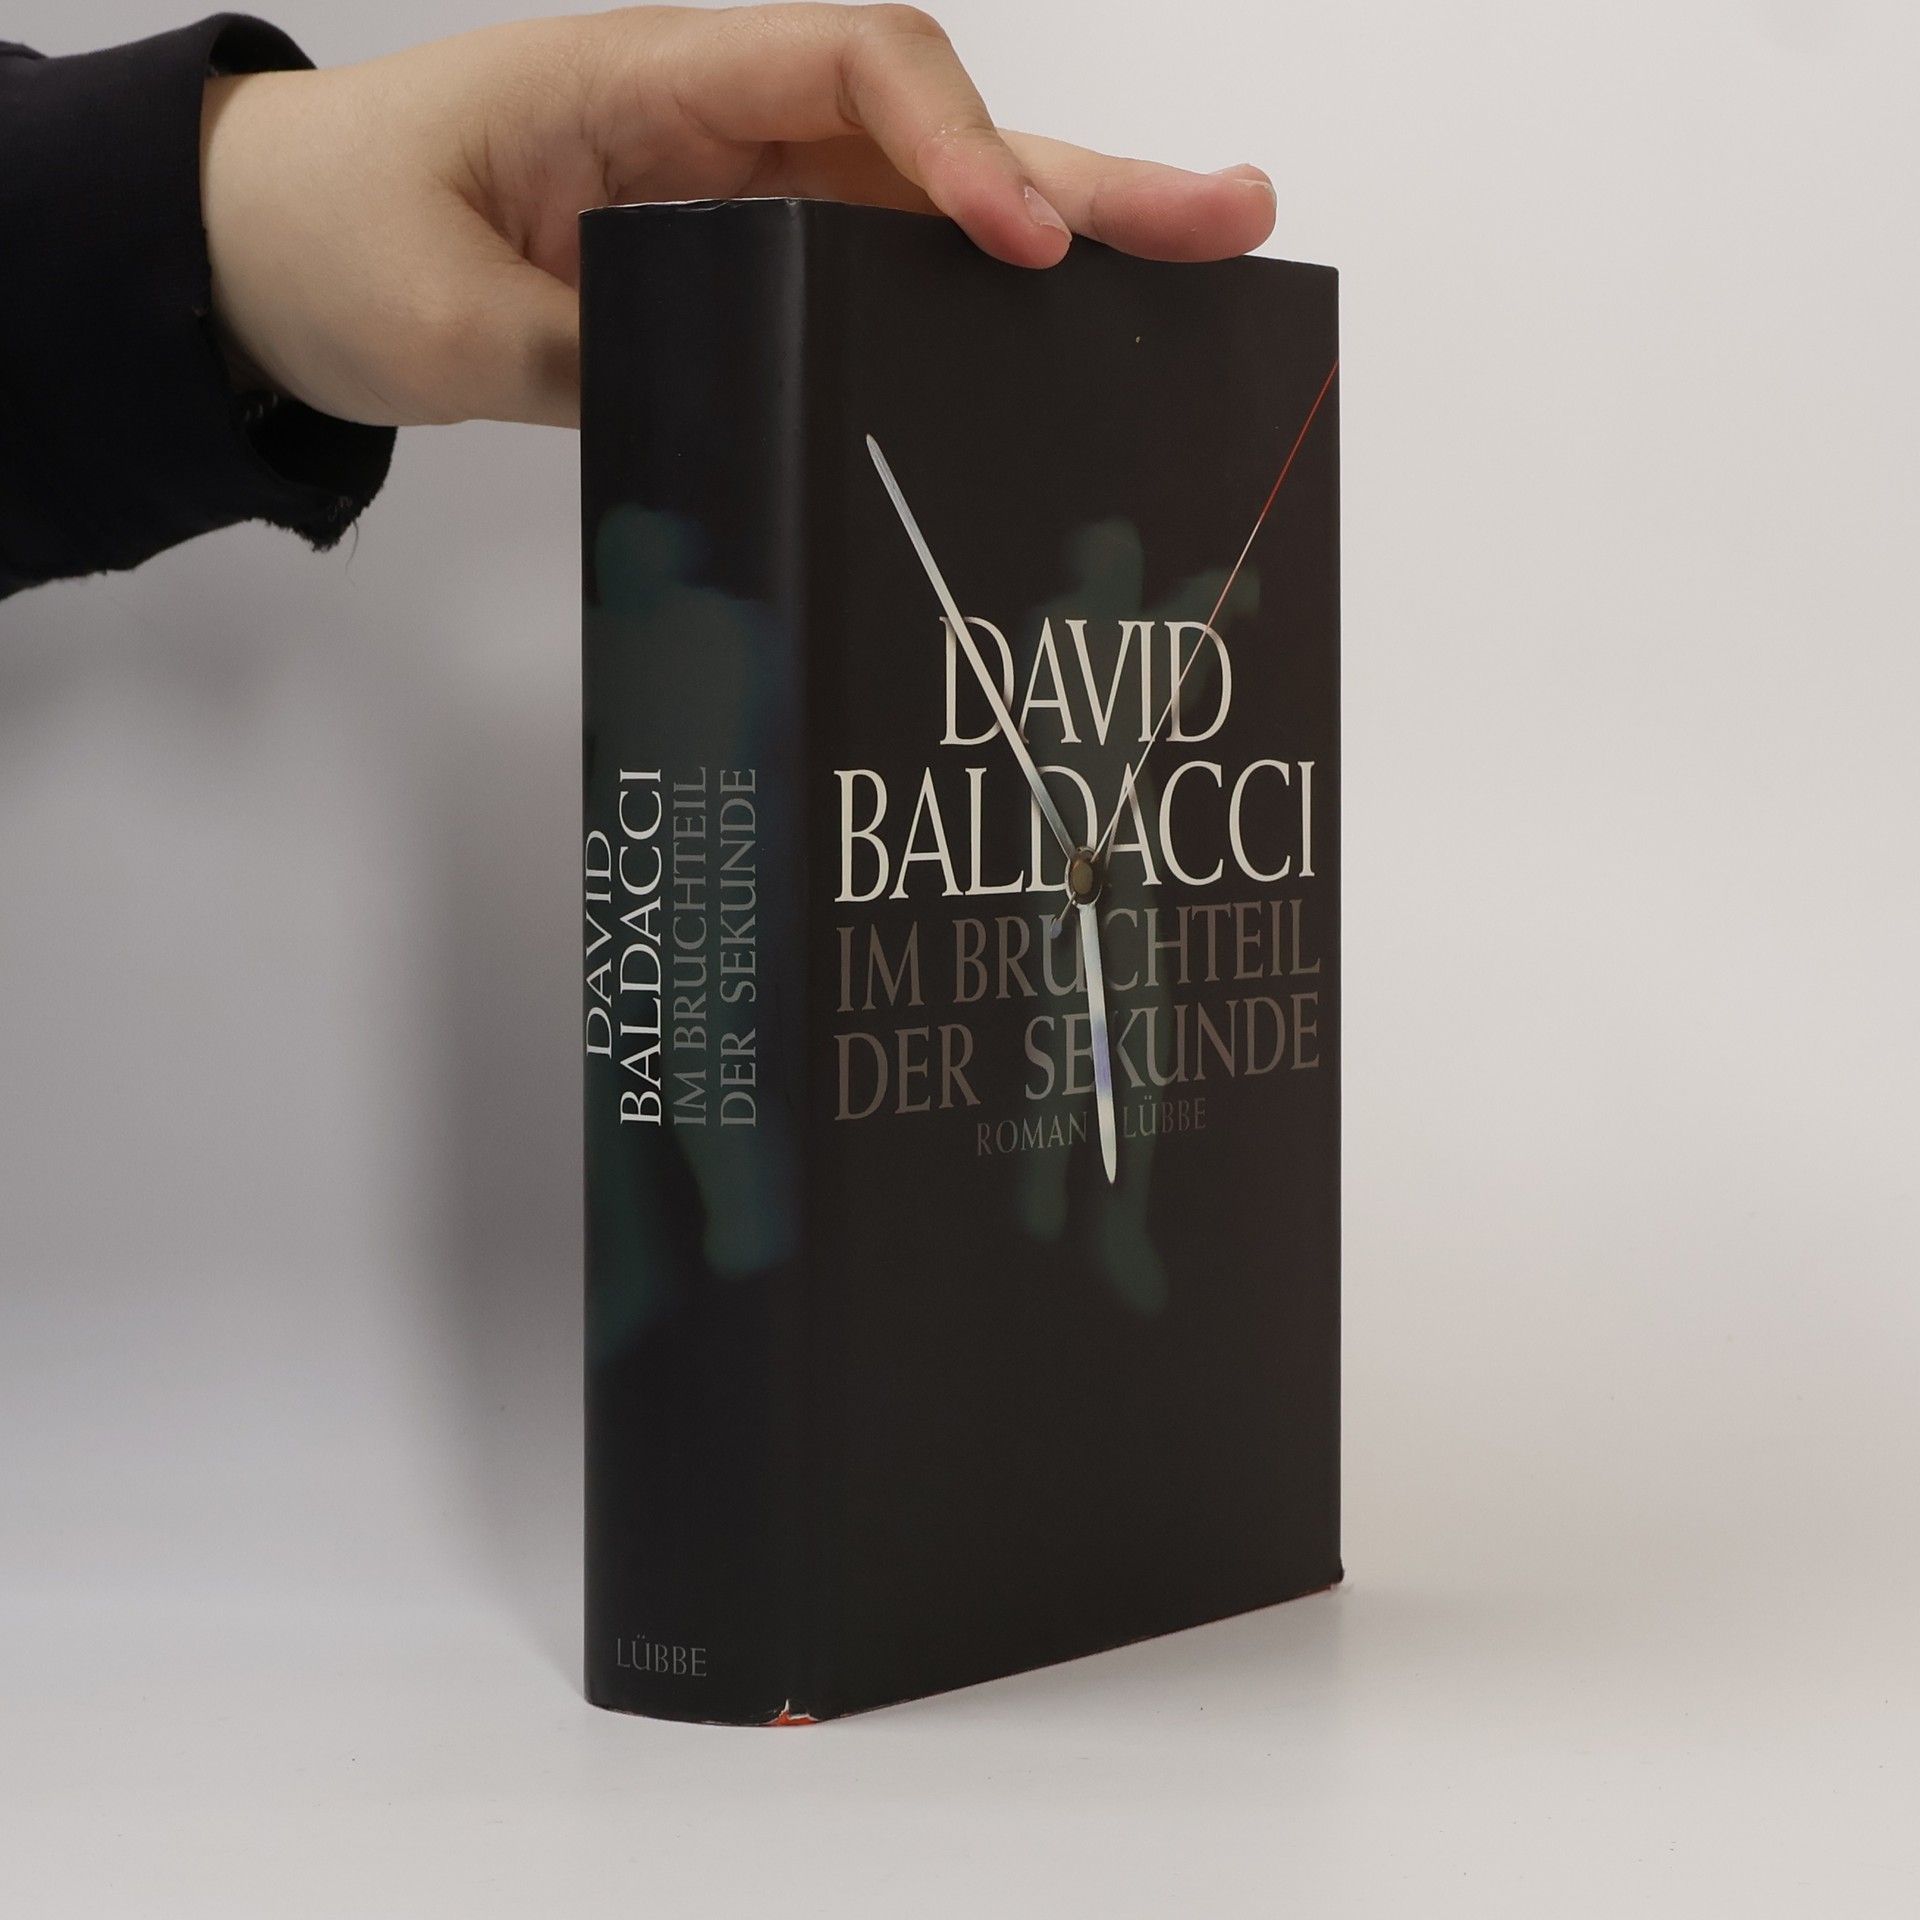 DAVID
BALDACCI
IM BRUCHTEIL
DER SEKUNDE
LÜBBE
DAVID
BALDACCI
IM BRUCHTEIL
DER SEKUNDE
ROMAN LÜBBE